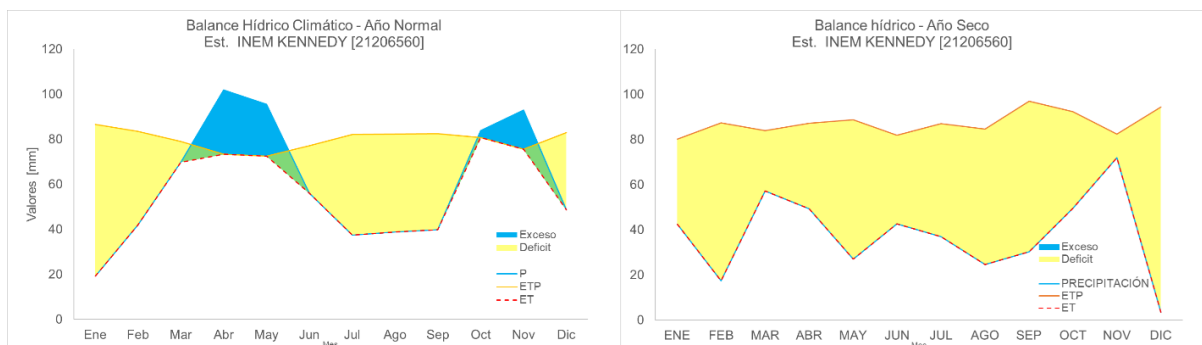 Balance Hídrico Climático - Año Normal
Est. INEM KENNEDY [21206560]
120
100
80
60
40
20
0
Valores [mm]
Exceso
Deficit
P
ETP
ET
Ene Feb Mar Abr May Jun Jul Ago Sep Oct Nov Dic
Mes
Balance hídrico - Año Seco
Est. INEM KENNEDY [21206560]
120
100
80
60
40
20
0
Exceso
Deficit
PRECIPITACIÓN
ETP
ET
ENE FEB MAR ABR MAY JUN JUL AGO SEP OCT NOV DIC
Mes